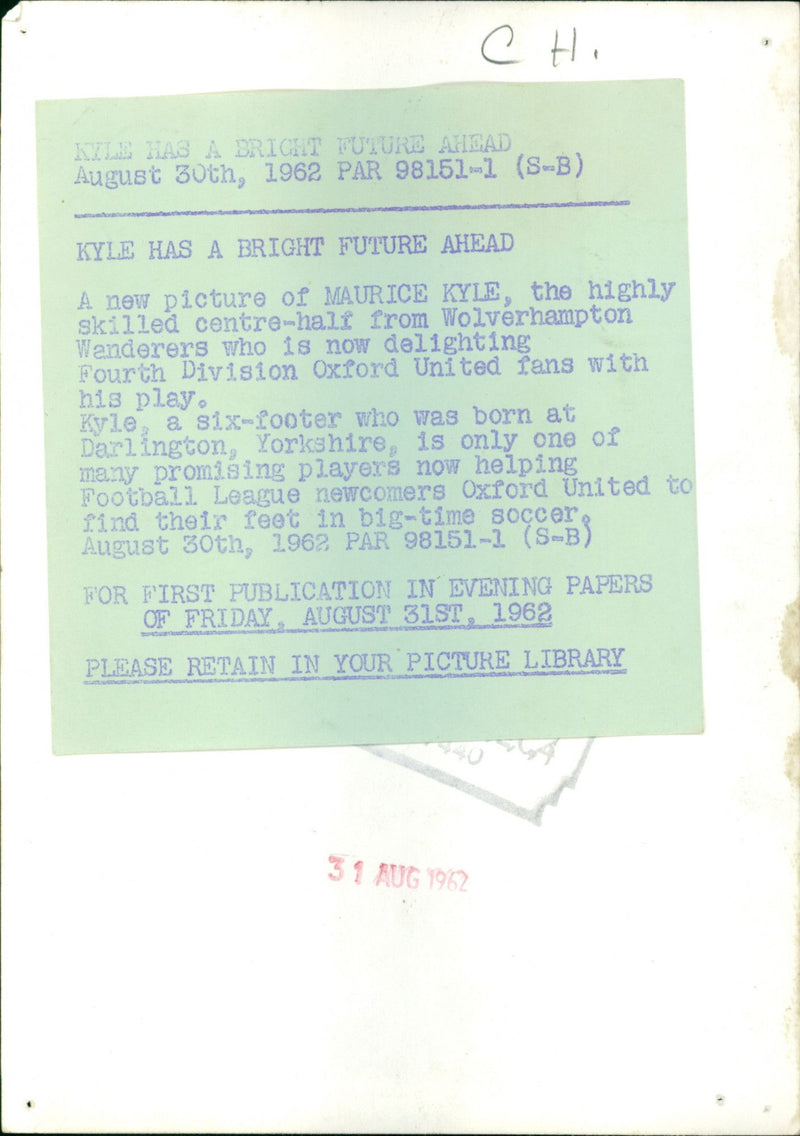 C H.
KYLE HAS A BRIGHT FUTURE AHEAD
August 30th, 1962 PAR 98151-1 (S-B)
KYLE HAS A BRIGHT FUTURE AHEAD
A new picture of MAURICE KYLE, the highly
skilled centre-half from Wolverhampton
Wanderers who is now delighting
Fourth Division Oxford United fans with
his play.
Kyle, a six-footer who was born at
Darlington, Yorkshire, is only one of
many promising players now helping
Football League newcomers Oxford United to
find their feet in big-time soccer.
August 30th, 1962 PAR 98151-1 (S-B)
FOR FIRST PUBLICATION IN EVENING PAPERS
OF FRIDAY, AUGUST 31ST, 1962
PLEASE RETAIN IN YOUR PICTURE LIBRARY
31 AUG 1962